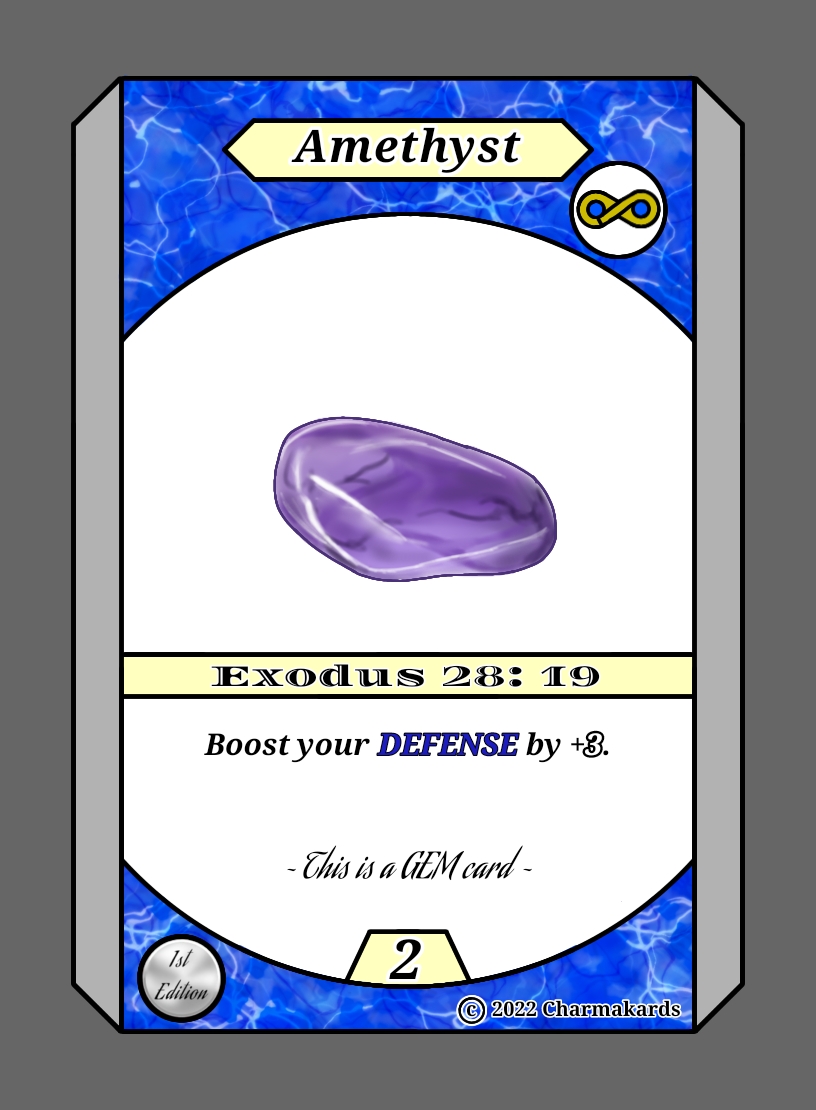 Amethyst
Exodus 28: 19
Boost your DEFENSE by +3.
~ This is a GEM card ~
2
1st
Edition
© 2022 Charmakards